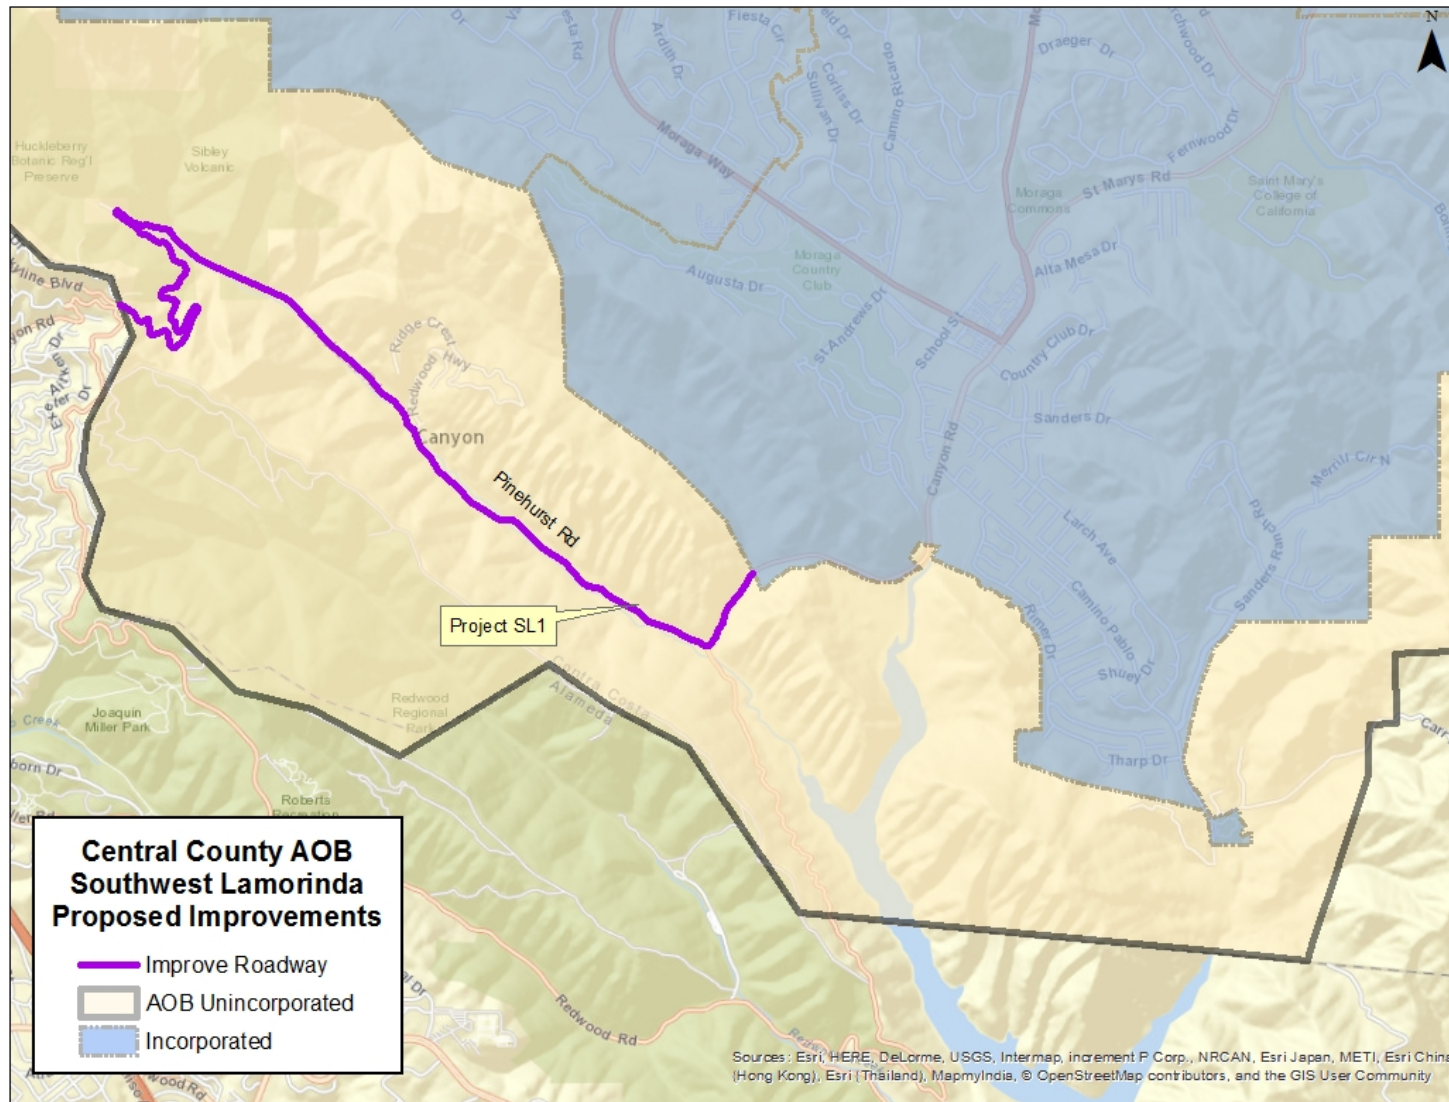 N
Fiesta Cir
Ardith Dr
Corliss Dr
Sullivan Dr
Camino Ricardo
Draeger Dr
Fernwood Dr
Moraga Way
Huckleberry
Botanic Reg'l
Preserve
Sibley
Volcanic
St Marys Rd
Moraga
Commons
Saint Mary's
College of
California
Alta Mesa Dr
Moraga
Country
Club
Augusta Dr
St Andrews Dr
School St
Country Club Dr
Ridge Crest
Redwood
Hwy
Canyon
Sanders Dr
Merrill Cir N
Canyon Rd
Pinehurst Rd
Larch Ave
Sanders Ranch Rd
Camino Pablo
Rimer Dr
Shuey Dr
Tharp Dr
Project SL1
Contra Costa
Alameda
Redwood
Regional
Park
Joaquin
Miller Park
Roberts
Recreation
Redwood Rd
Central County AOB
Southwest Lamorinda
Proposed Improvements
Improve Roadway
AOB Unincorporated
Incorporated
Sources: Esri, HERE, DeLorme, USGS, Intermap, increment P Corp., NRCAN, Esri Japan, METI, Esri China
(Hong Kong), Esri (Thailand), MapmyIndia, © OpenStreetMap contributors, and the GIS User Community